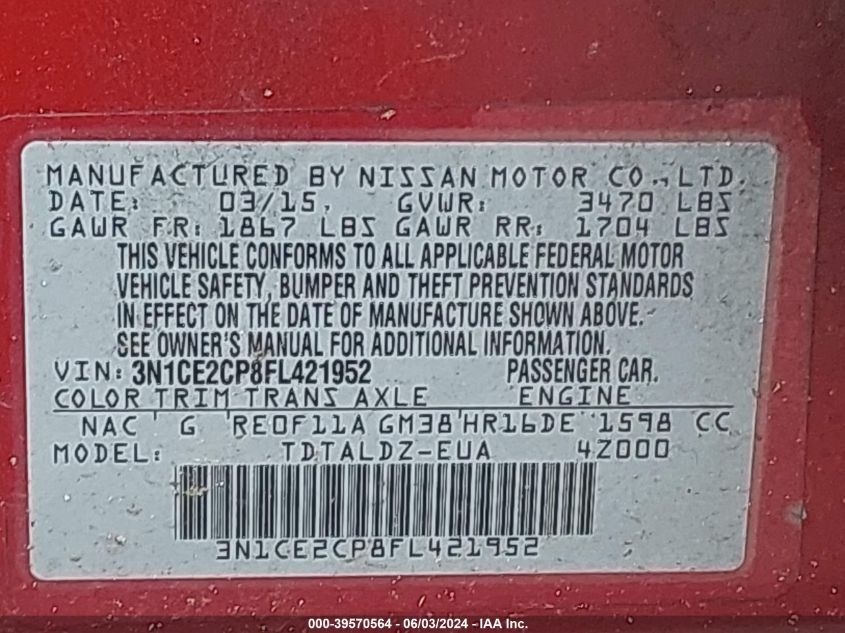 MANUFACTURED BY NISSAN MOTOR CO., LTD.
DATE: 03/15, GVWR: 3470 LBS
GAWR FR: 1867 LBS GAWR RR: 1704 LBS
THIS VEHICLE CONFORMS TO ALL APPLICABLE FEDERAL MOTOR
VEHICLE SAFETY, BUMPER AND THEFT PREVENTION STANDARDS
IN EFFECT ON THE DATE OF MANUFACTURE SHOWN ABOVE.
SEE OWNER'S MANUAL FOR ADDITIONAL INFORMATION.
VIN: 3N1CE2CP8FL421952 PASSENGER CAR.
COLOR TRIM TRANS AXLE ENGINE
NAC G RE0F11A GM38 HR16DE 1598 CC
MODEL: TDTALDZ-EUA 4Z000
3N1CE2CP8FL421952
000-39570564 - 06/03/2024 - IAA Inc.